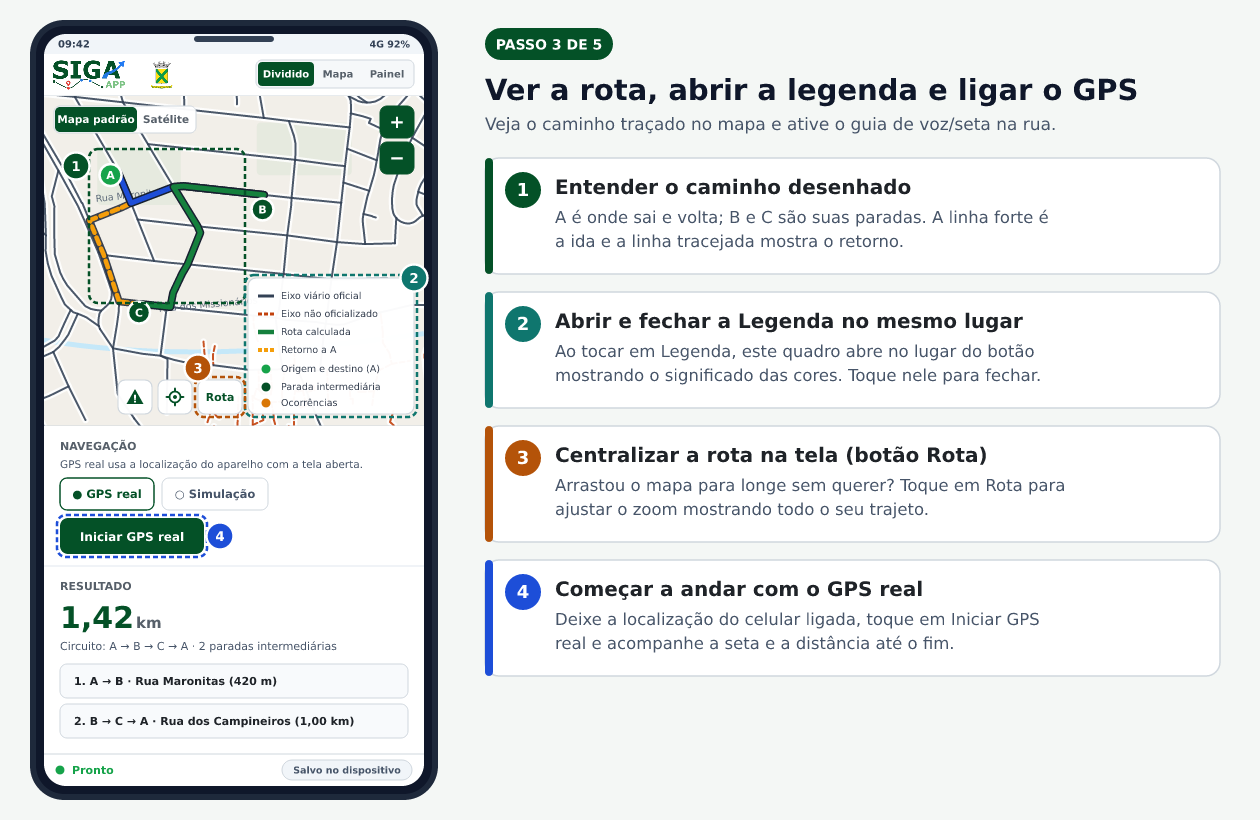 09:42
4G 92%
SIGA
APP
Dividido
Mapa
Painel
Mapa padrão
Satélite
+
−
1
A
B
2
C
Eixo viário oficial
Eixo não oficializado
Rota calculada
Retorno a A
Origem e destino (A)
Parada intermediária
Ocorrências
3
Rota
NAVEGAÇÃO
GPS real usa a localização do aparelho com a tela aberta.
● GPS real
○ Simulação
Iniciar GPS real
4
RESULTADO
1,42 km
Circuito: A → B → C → A · 2 paradas intermediárias
1. A → B · Rua Maronitas (420 m)
2. B → C → A · Rua dos Campineiros (1,00 km)
Pronto
Salvo no dispositivo
PASSO 3 DE 5
Ver a rota, abrir a legenda e ligar o GPS
Veja o caminho traçado no mapa e ative o guia de voz/seta na rua.
1
Entender o caminho desenhado
A é onde sai e volta; B e C são suas paradas. A linha forte é
a ida e a linha tracejada mostra o retorno.
2
Abrir e fechar a Legenda no mesmo lugar
Ao tocar em Legenda, este quadro abre no lugar do botão
mostrando o significado das cores. Toque nele para fechar.
3
Centralizar a rota na tela (botão Rota)
Arrastou o mapa para longe sem querer? Toque em Rota para
ajustar o zoom mostrando todo o seu trajeto.
4
Começar a andar com o GPS real
Deixe a localização do celular ligada, toque em Iniciar GPS
real e acompanhe a seta e a distância até o fim.